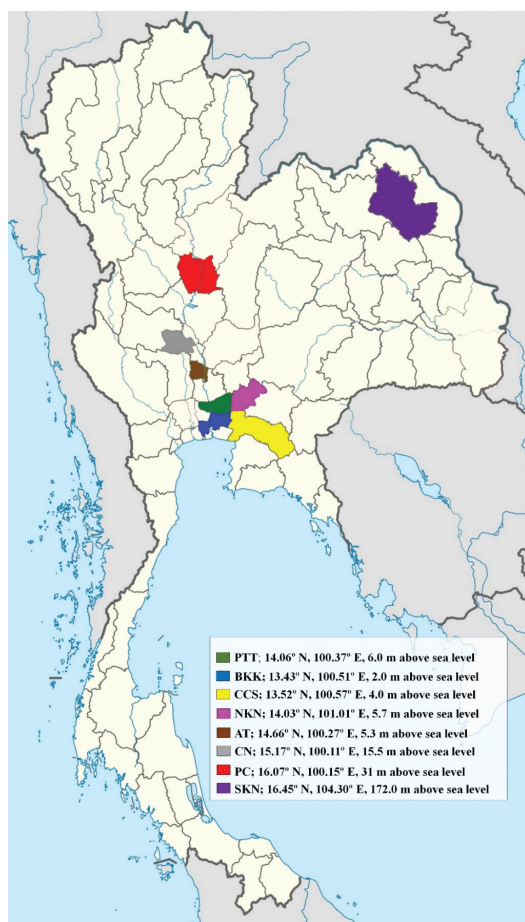 PTT; 14.06º N, 100.37º E, 6.0 m above sea level
BKK: 13.43º N, 100.51º E, 2.0 m above sea level
CCS: 13.52º N, 100.57º E, 4.0 m above sea level
NKN; 14.03º N, 101.01º E, 5.7 m above sea level
AT; 14.66º N, 100.27º E, 5.3 m above sea level
CN; 15.17º N, 100.11º E, 15.5 m above sea level
PC; 16.07º N, 100.15º E, 31 m above sea level
SKN; 16.45º N, 104.30º E, 172.0 m above sea level